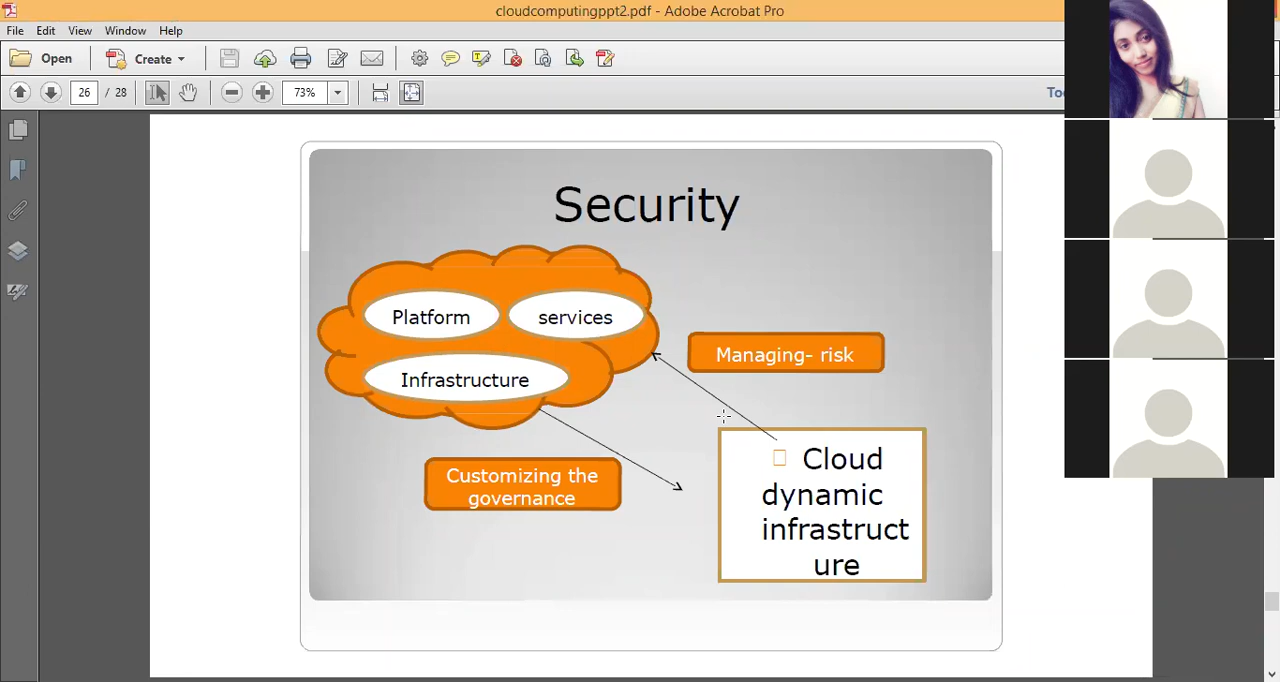 cloudcomputingppt2.pdf - Adobe Acrobat Pro
File Edit View Window Help
Open Create
26 / 28 73%
Security
Platform services
Managing- risk
Infrastructure
Cloud
dynamic
infrastruct
ure
Customizing the
governance